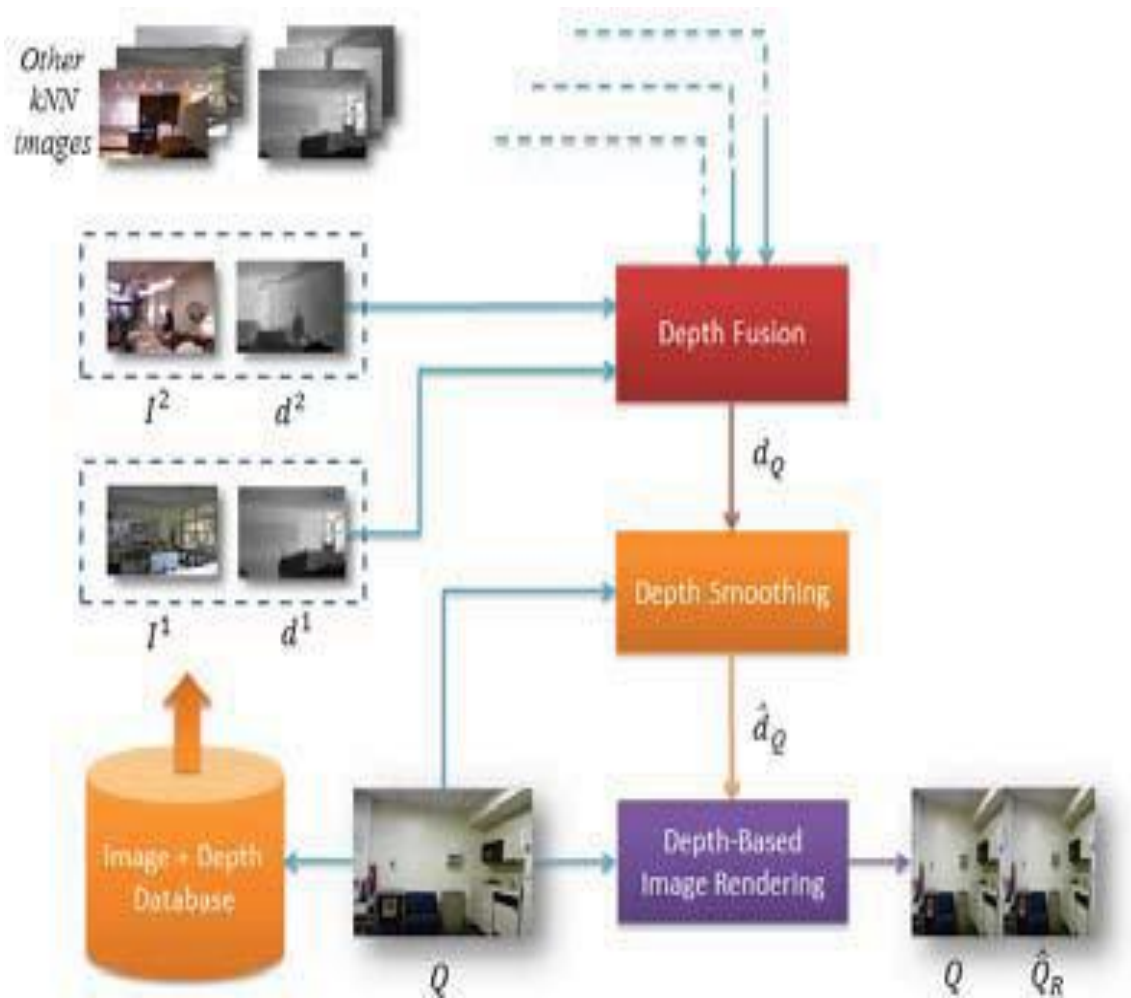 Other
kNN
images
I²
d²
Depth Fusion
d_Q
I¹
d¹
Depth Smoothing
d̂_Q
Image + Depth
Database
Depth-Based
Image Rendering
Q
Q
Q̂_R